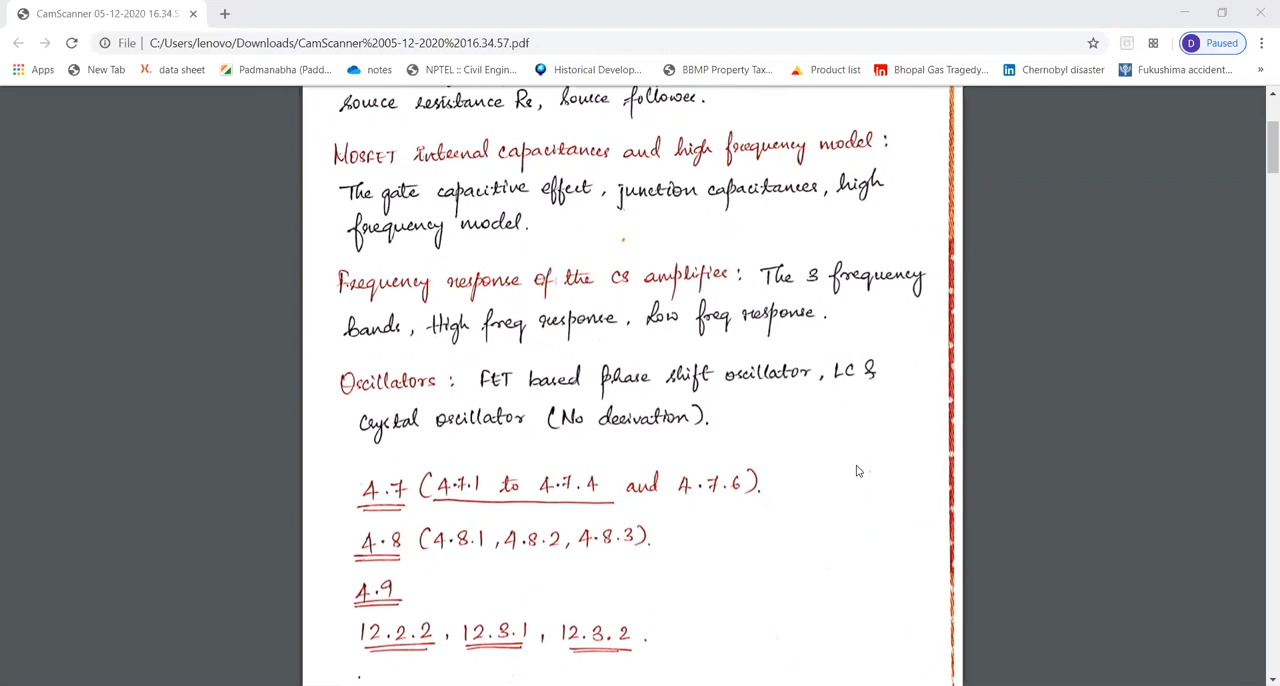 CamScanner 05-12-2020 16.34.5
File C:/Users/lenovo/Downloads/CamScanner%2005-12-2020%2016.34.57.pdf
D Paused
Apps New Tab data sheet Padmanabha (Padd... notes NPTEL :: Civil Engin... Historical Develop... BBMP Property Tax... Product list Bhopal Gas Tragedy... Chernobyl disaster Fukushima accident... »
source resistance Rs, source follower.
MOSFET internal capacitances and high frequency model :
The gate capacitive effect, junction capacitances, high
frequency model.
Frequency response of the CS amplifier : The 3 frequency
bands, High freq response, Low freq response.
Oscillators : FET based phase shift oscillator, LC &
crystal oscillator (No derivation).
4.7 (4.7.1 to 4.7.4 and 4.7.6).
4.8 (4.8.1, 4.8.2, 4.8.3).
4.9
12.2.2, 12.3.1, 12.3.2.